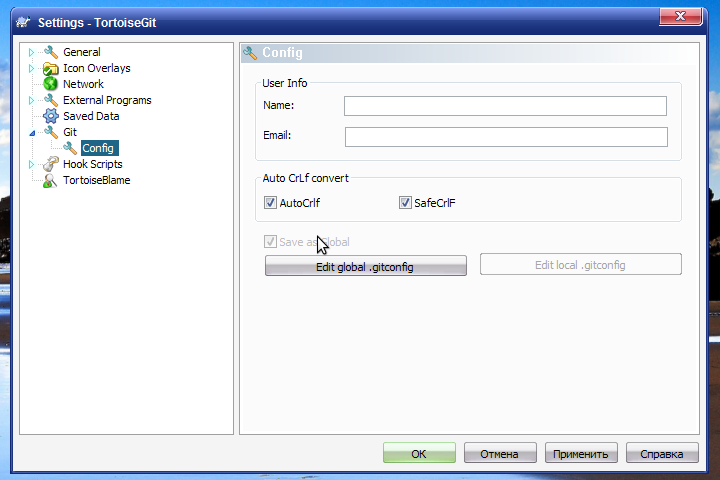 Settings - TortoiseGit
General
Icon Overlays
Network
External Programs
Saved Data
Git
Config
Hook Scripts
TortoiseBlame
Config
User Info
Name:
Email:
Auto CrLf convert
AutoCrlf SafeCrlF
Save as Global
Edit global .gitconfig Edit local .gitconfig
OK Отмена Применить Справка